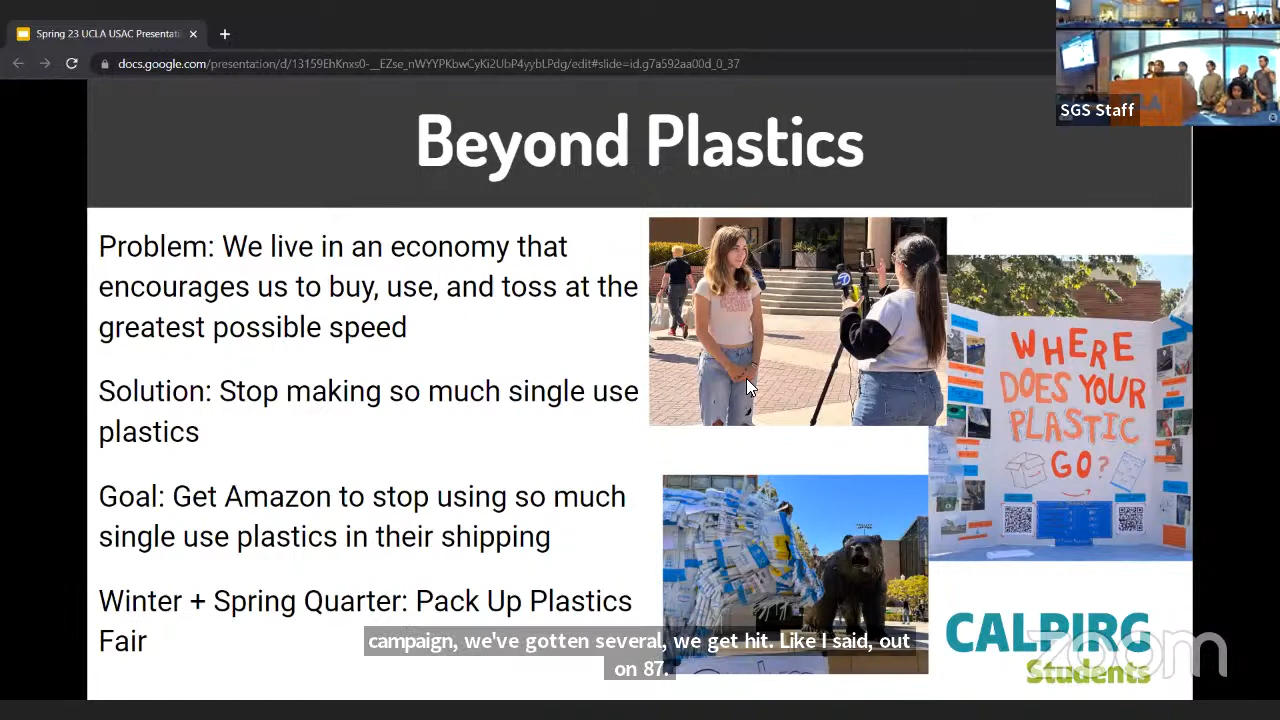 Spring 23 UCLA USAC Presentati
docs.google.com/presentation/d/13159EhKnxs0-__EZse_nWYYPKbwCyKi2UbP4yybLPdg/edit#slide=id.g7a592aa00d_0_37
SGS Staff
Beyond Plastics
Problem: We live in an economy that
encourages us to buy, use, and toss at the
greatest possible speed
Solution: Stop making so much single use
plastics
Goal: Get Amazon to stop using so much
single use plastics in their shipping
Winter + Spring Quarter: Pack Up Plastics
Fair
WHERE
DOES YOUR
PLASTIC
GO?
campaign, we've gotten several, we get hit. Like I said, out
on 87.
CALPIRG
Students
zoom